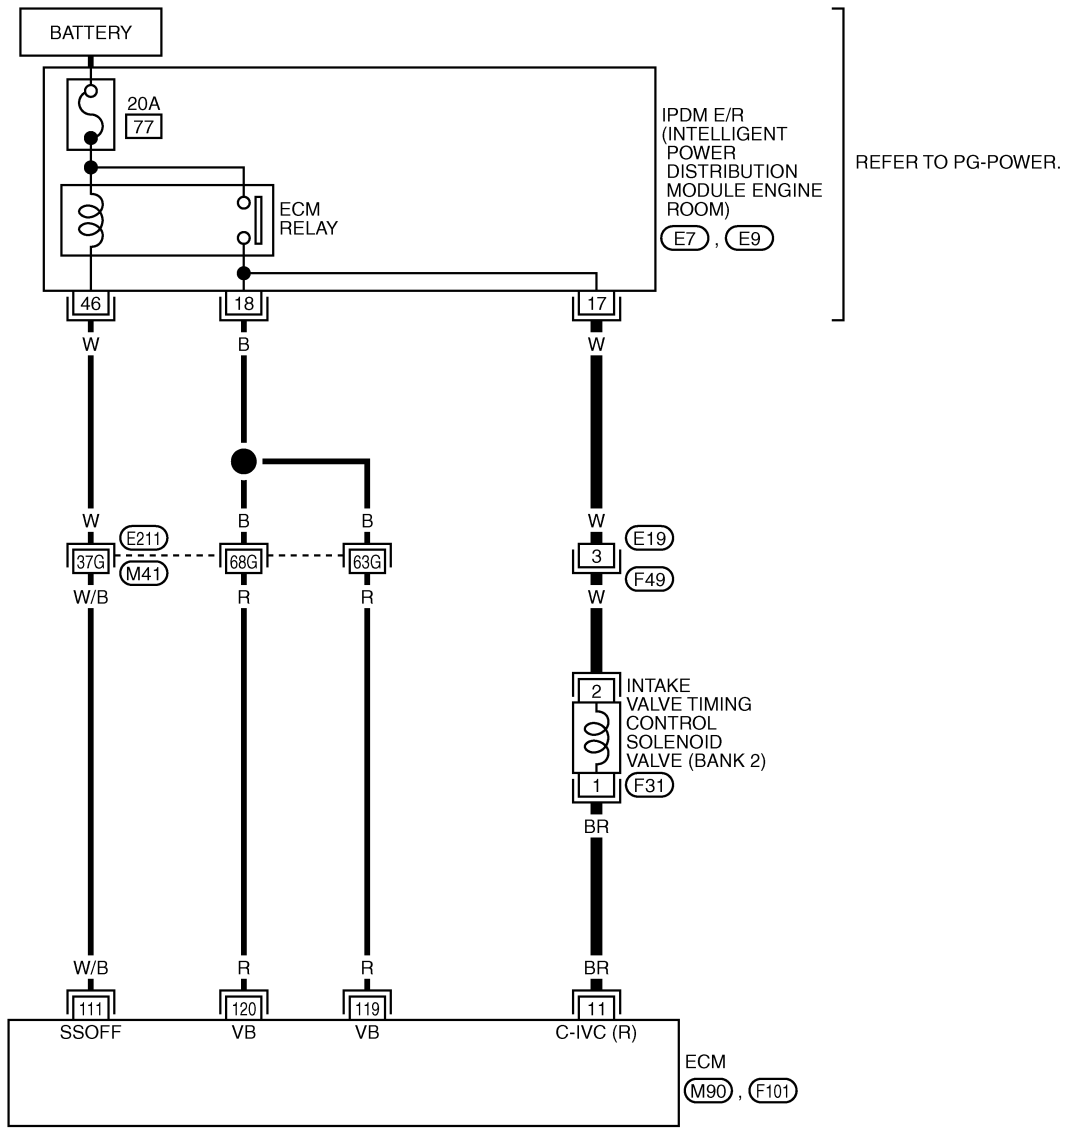 BATTERY
20A
77
IPDM E/R
(INTELLIGENT
POWER
DISTRIBUTION
MODULE ENGINE
ROOM)
E7 , E9
REFER TO PG-POWER.
ECM
RELAY
46
18
17
W
B
W
W
B
B
W
E211
M41
37G
68G
63G
3
E19
F49
W/B
R
R
W
2
INTAKE
VALVE TIMING
CONTROL
SOLENOID
VALVE (BANK 2)
1
F31
BR
W/B
R
R
BR
111
120
119
11
SSOFF
VB
VB
C-IVC (R)
ECM
M90 , F101